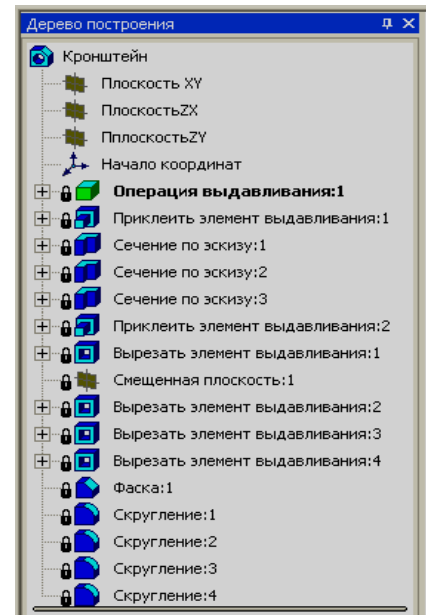 Дерево построения
Кронштейн
Плоскость XY
ПлоскостьZX
ПплоскостьZY
Начало координат
Операция выдавливания:1
Приклеить элемент выдавливания:1
Сечение по эскизу:1
Сечение по эскизу:2
Сечение по эскизу:3
Приклеить элемент выдавливания:2
Вырезать элемент выдавливания:1
Смещенная плоскость:1
Вырезать элемент выдавливания:2
Вырезать элемент выдавливания:3
Вырезать элемент выдавливания:4
Фаска:1
Скругление:1
Скругление:2
Скругление:3
Скругление:4